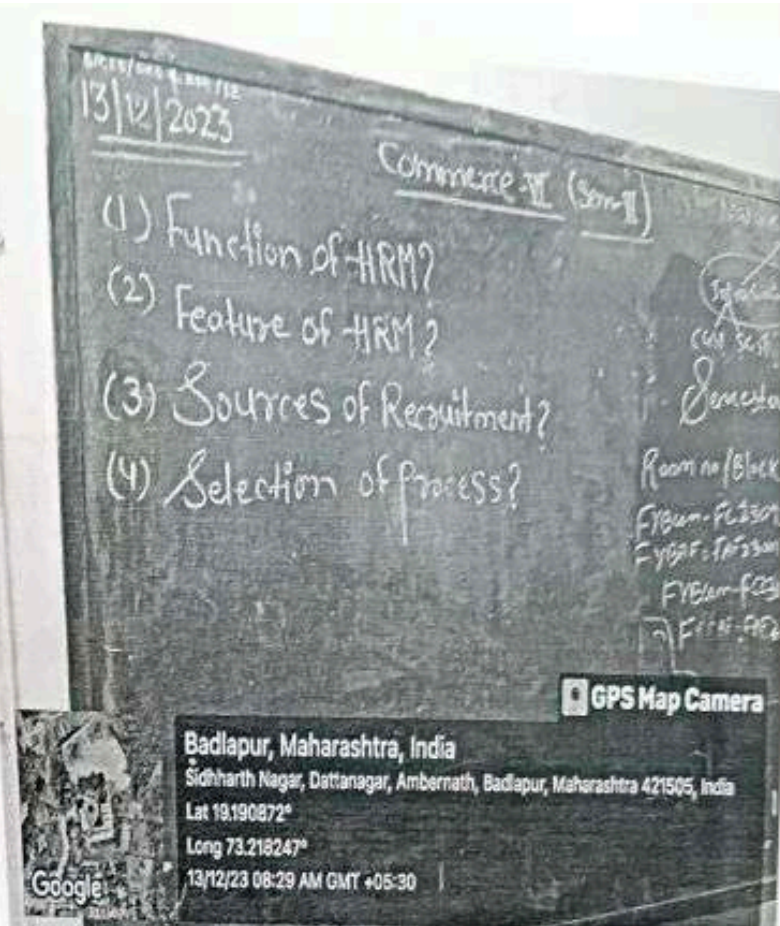 13/12/2023
Commerce-VI (Sem-II)
(1) Function of HRM?
(2) Feature of HRM?
(3) Sources of Recruitment?
(4) Selection of Process?
Room no/Block
GPS Map Camera
Badlapur, Maharashtra, India
Sidhharth Nagar, Dattanagar, Ambernath, Badlapur, Maharashtra 421505, India
Lat 19.190872°
Long 73.218247°
13/12/23 08:29 AM GMT +05:30
Google